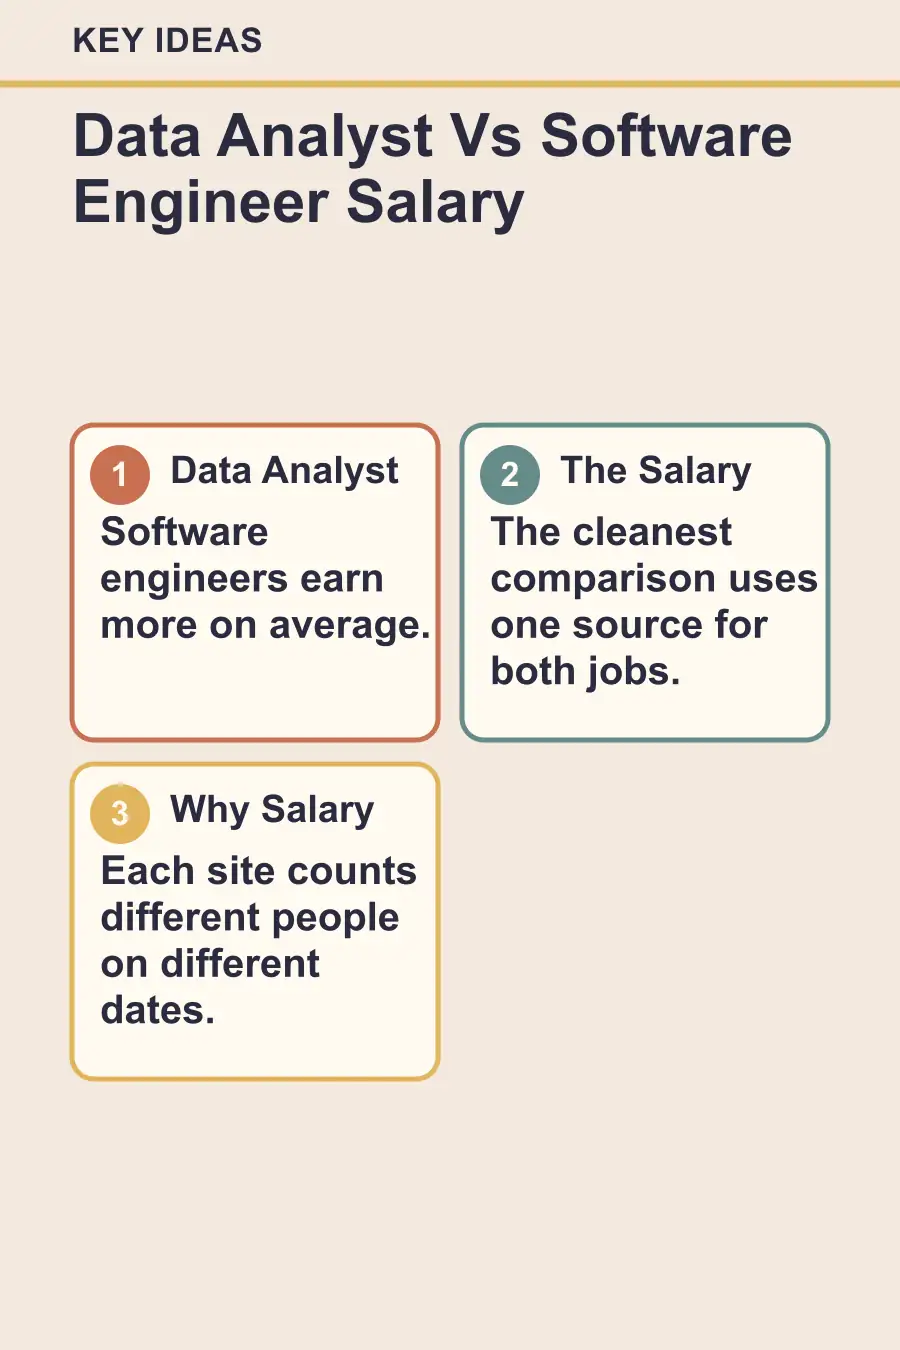 KEY IDEAS
Data Analyst Vs Software
Engineer Salary
1 Data Analyst
Software
engineers earn
more on average.
2 The Salary
The cleanest
comparison uses
one source for
both jobs.
3 Why Salary
Each site counts
different people
on different
dates.